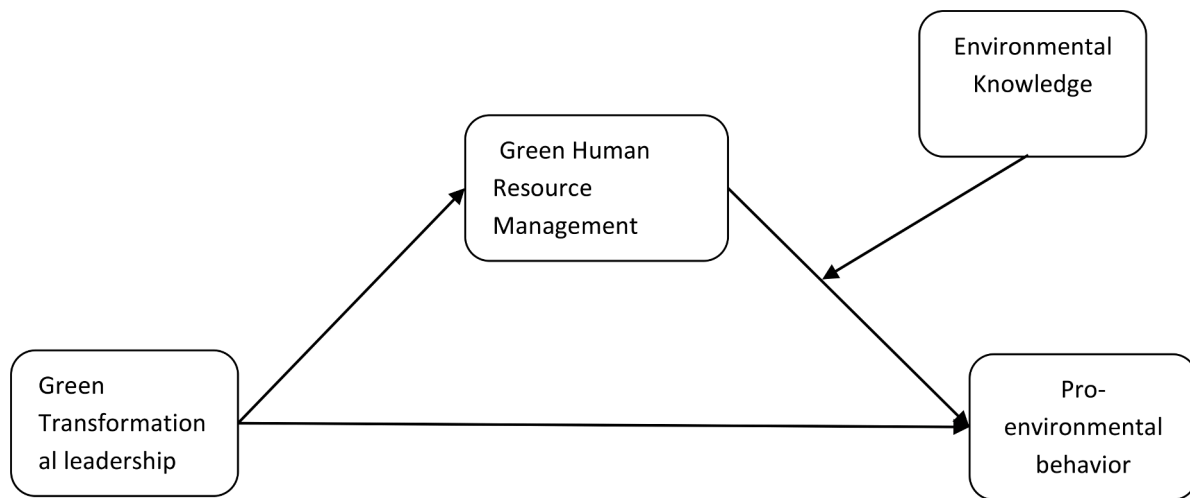 Environmental
Knowledge
Green Human
Resource
Management
Green
Transformation
al leadership
Pro-
environmental
behavior